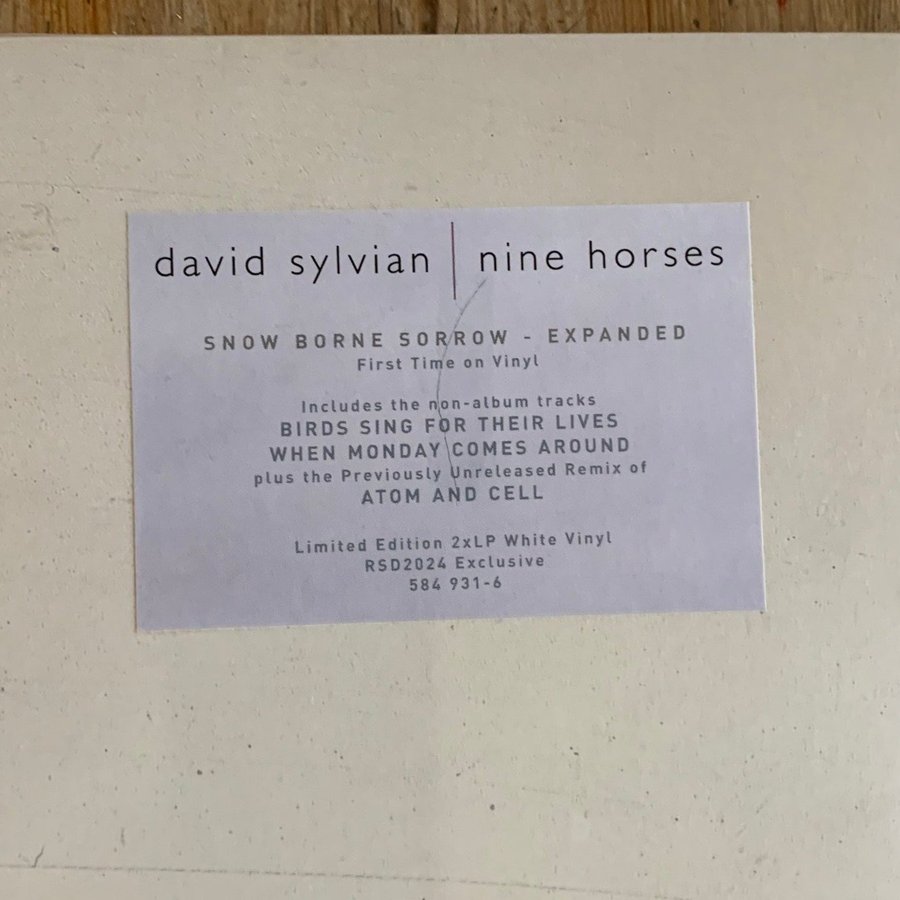 david sylvian | nine horses
SNOW BORNE SORROW - EXPANDED
First Time on Vinyl
Includes the non-album tracks
BIRDS SING FOR THEIR LIVES
WHEN MONDAY COMES AROUND
plus the Previously Unreleased Remix of
ATOM AND CELL
Limited Edition 2xLP White Vinyl
RSD2024 Exclusive
584 931-6